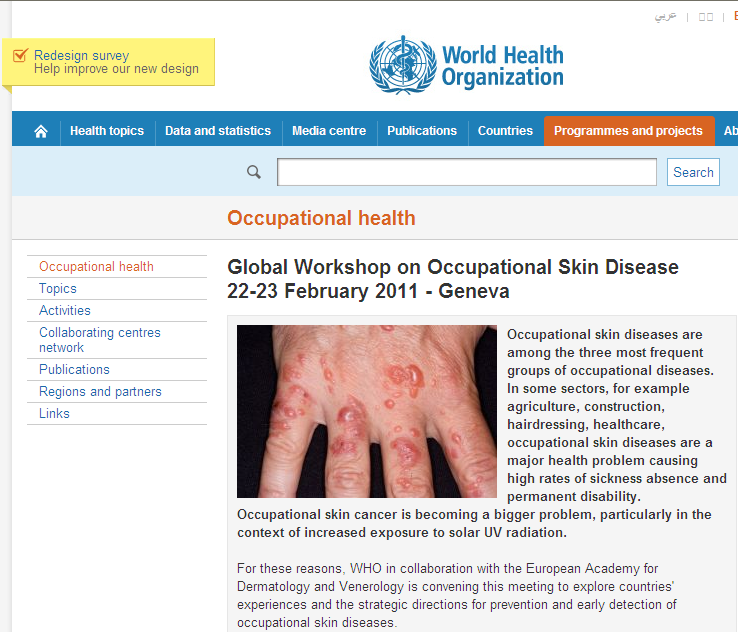 عربي
Redesign survey
Help improve our new design
World Health
Organization
Health topics
Data and statistics
Media centre
Publications
Countries
Programmes and projects
Search
Occupational health
Occupational health
Topics
Activities
Collaborating centres
network
Publications
Regions and partners
Links
Global Workshop on Occupational Skin Disease
22-23 February 2011 - Geneva
Occupational skin diseases are
among the three most frequent
groups of occupational diseases.
In some sectors, for example
agriculture, construction,
hairdressing, healthcare,
occupational skin diseases are a
major health problem causing
high rates of sickness absence and
permanent disability.
Occupational skin cancer is becoming a bigger problem, particularly in the
context of increased exposure to solar UV radiation.
For these reasons, WHO in collaboration with the European Academy for
Dermatology and Venerology is convening this meeting to explore countries'
experiences and the strategic directions for prevention and early detection of
occupational skin diseases.